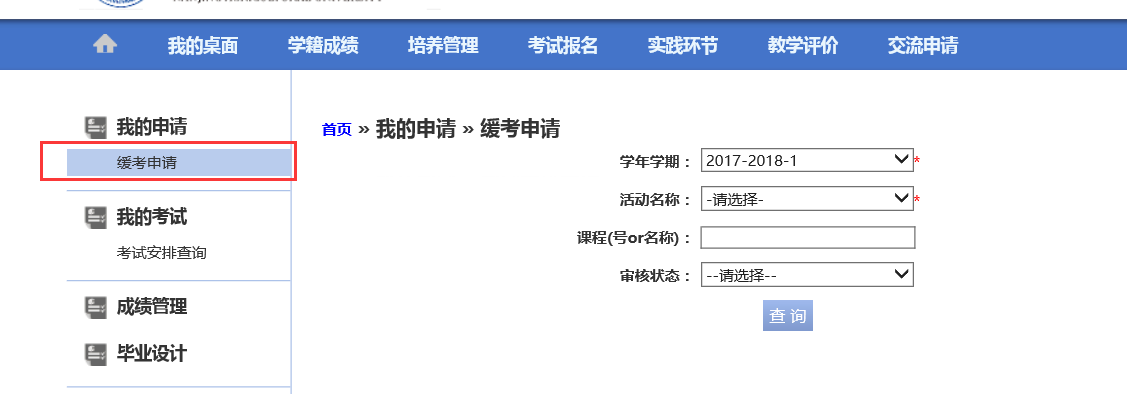 我的桌面 学籍成绩 培养管理 考试报名 实践环节 教学评价 交流申请
我的申请
缓考申请
我的考试
考试安排查询
成绩管理
毕业设计
首页 » 我的申请 » 缓考申请
学年学期： 2017-2018-1 *
活动名称： -请选择- *
课程(号or名称)：
审核状态： --请选择--
查 询